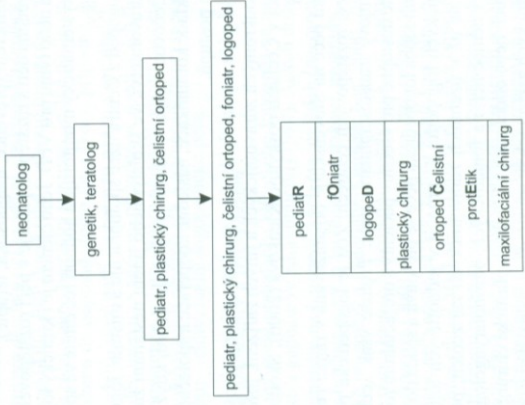 neonatolog
genetik, teratolog
pediatr, plastický chirurg, čelistní ortoped
pediatr, plastický chirurg, čelistní ortoped, foniatr, logoped
pediatR
fOniatr
logopeD
plastický chIrurg
ortoped Čelistní
protEtik
maxilofaciální chirurg